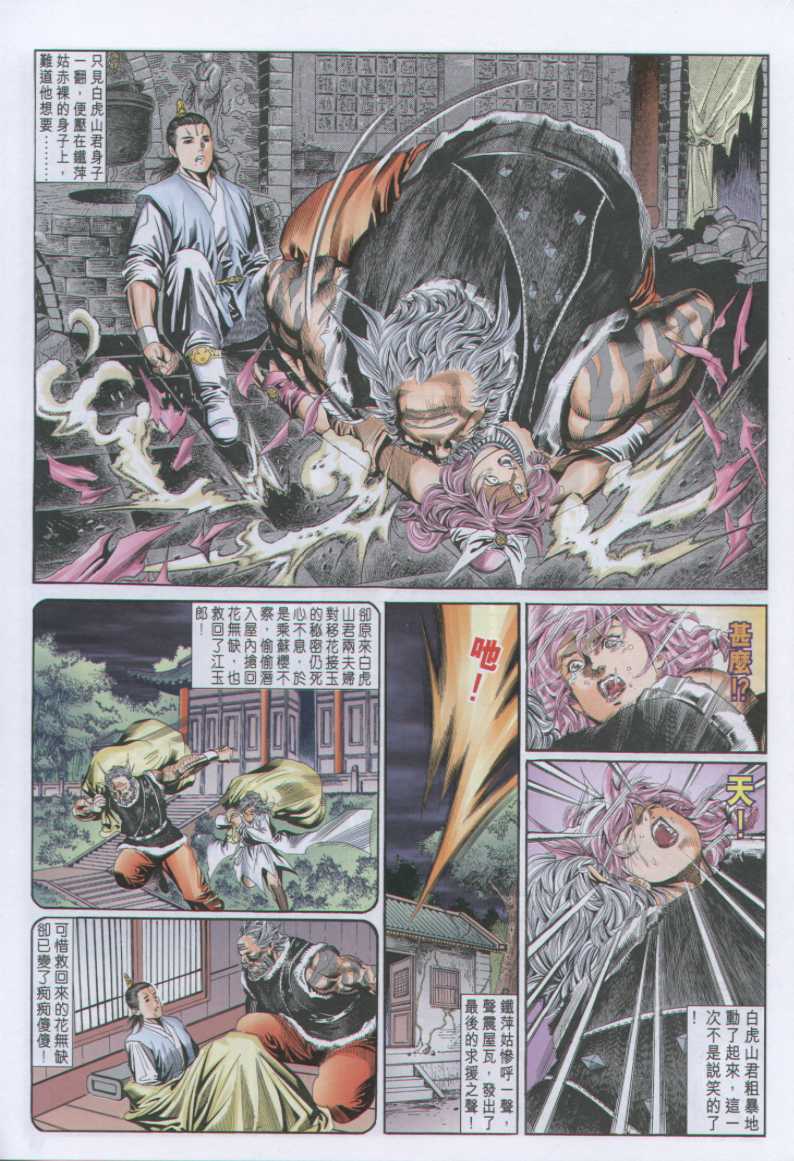 只見白虎山君身子
一翻，便壓在鐵萍
姑赤裸的身子上，
難道他想要………
甚麼!?
天！
白虎山君粗暴地
動了起來，這一
次不是説笑的了
！
吔！
鐵萍姑慘呼一聲，
聲震屋瓦，發出了
最後的求援之聲！
卻原來白虎
山君兩夫婦
對移花接玉
的秘密仍死
心不息，於
是乘蘇櫻不
察，偷偷潛
入屋內搶回
花無缺，也
救回了江玉
郎！
可惜救回來的花無缺
卻已變了痴痴傻傻！